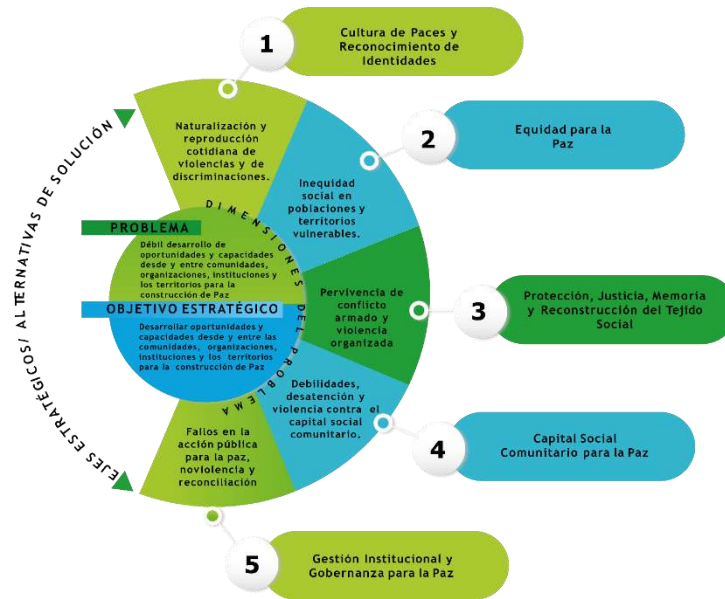 1
Cultura de Paces y
Reconocimiento de
Identidades
2
Equidad para la
Paz
3
Protección, Justicia, Memoria
y Reconstrucción del Tejido
Social
4
Capital Social
Comunitario para la Paz
5
Gestión Institucional y
Gobernanza para la Paz
EJES ESTRATÉGICOS/ ALTERNATIVAS DE SOLUCIÓN
DIMENSIONES DEL PROBLEMA
Naturalización y
reproducción
cotidiana de
violencias y de
discriminaciones.
Inequidad
social en
poblaciones y
territorios
vulnerables.
Pervivencia de
conflicto
armado y
violencia
organizada
Debilidades,
desatención y
violencia contra el
capital social
comunitario.
Fallos en la
acción pública
para la paz,
noviolencia y
reconciliación
PROBLEMA
Débil desarrollo de
oportunidades y capacidades
desde y entre comunidades,
organizaciones, instituciones y
los territorios para la
construcción de Paz
OBJETIVO ESTRATÉGICO
Desarrollar oportunidades y
capacidades desde y entre las
comunidades, organizaciones,
instituciones y los territorios
para la construcción de Paz